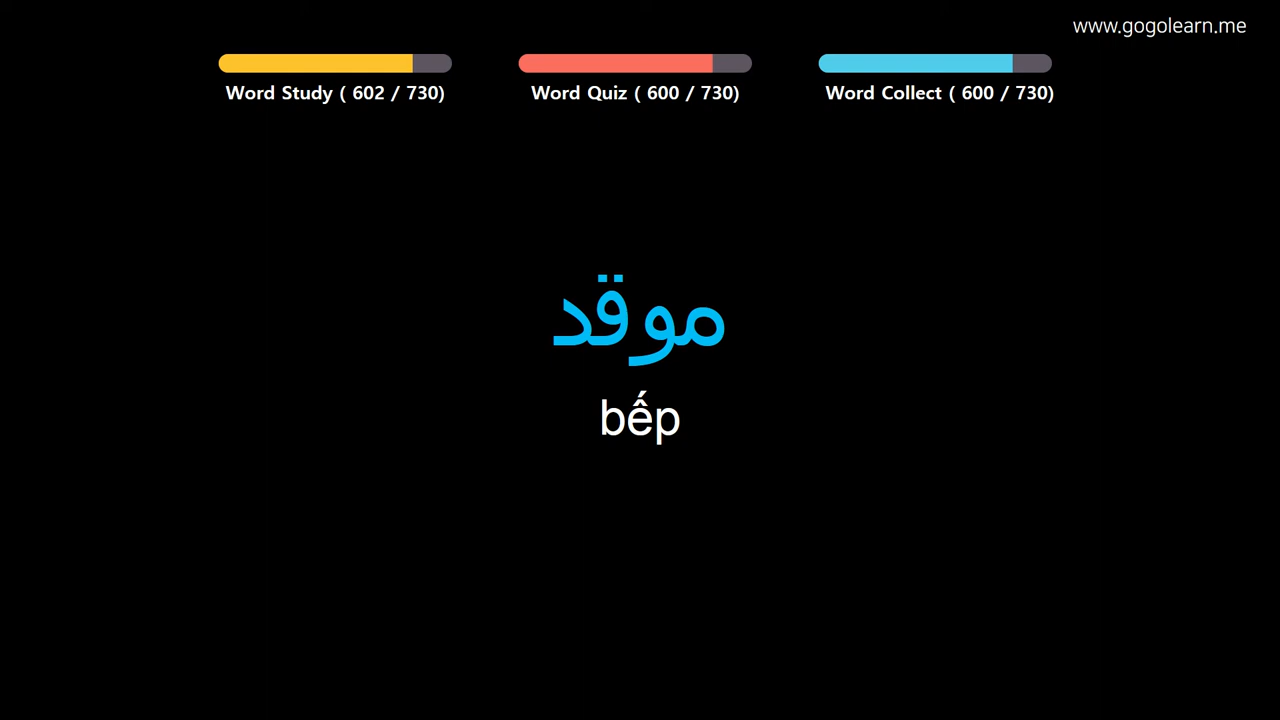 www.gogolearn.me
Word Study ( 602 / 730)
Word Quiz ( 600 / 730)
Word Collect ( 600 / 730)
موقد
bếp